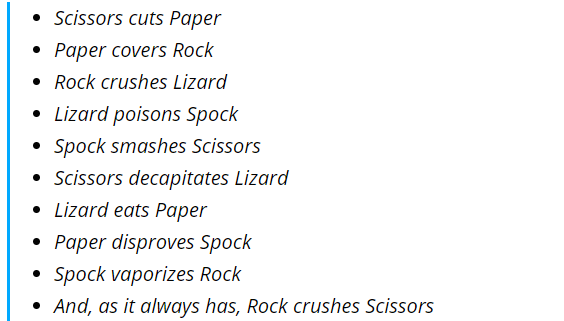 Scissors cuts Paper
Paper covers Rock
Rock crushes Lizard
Lizard poisons Spock
Spock smashes Scissors
Scissors decapitates Lizard
Lizard eats Paper
Paper disproves Spock
Spock vaporizes Rock
And, as it always has, Rock crushes Scissors